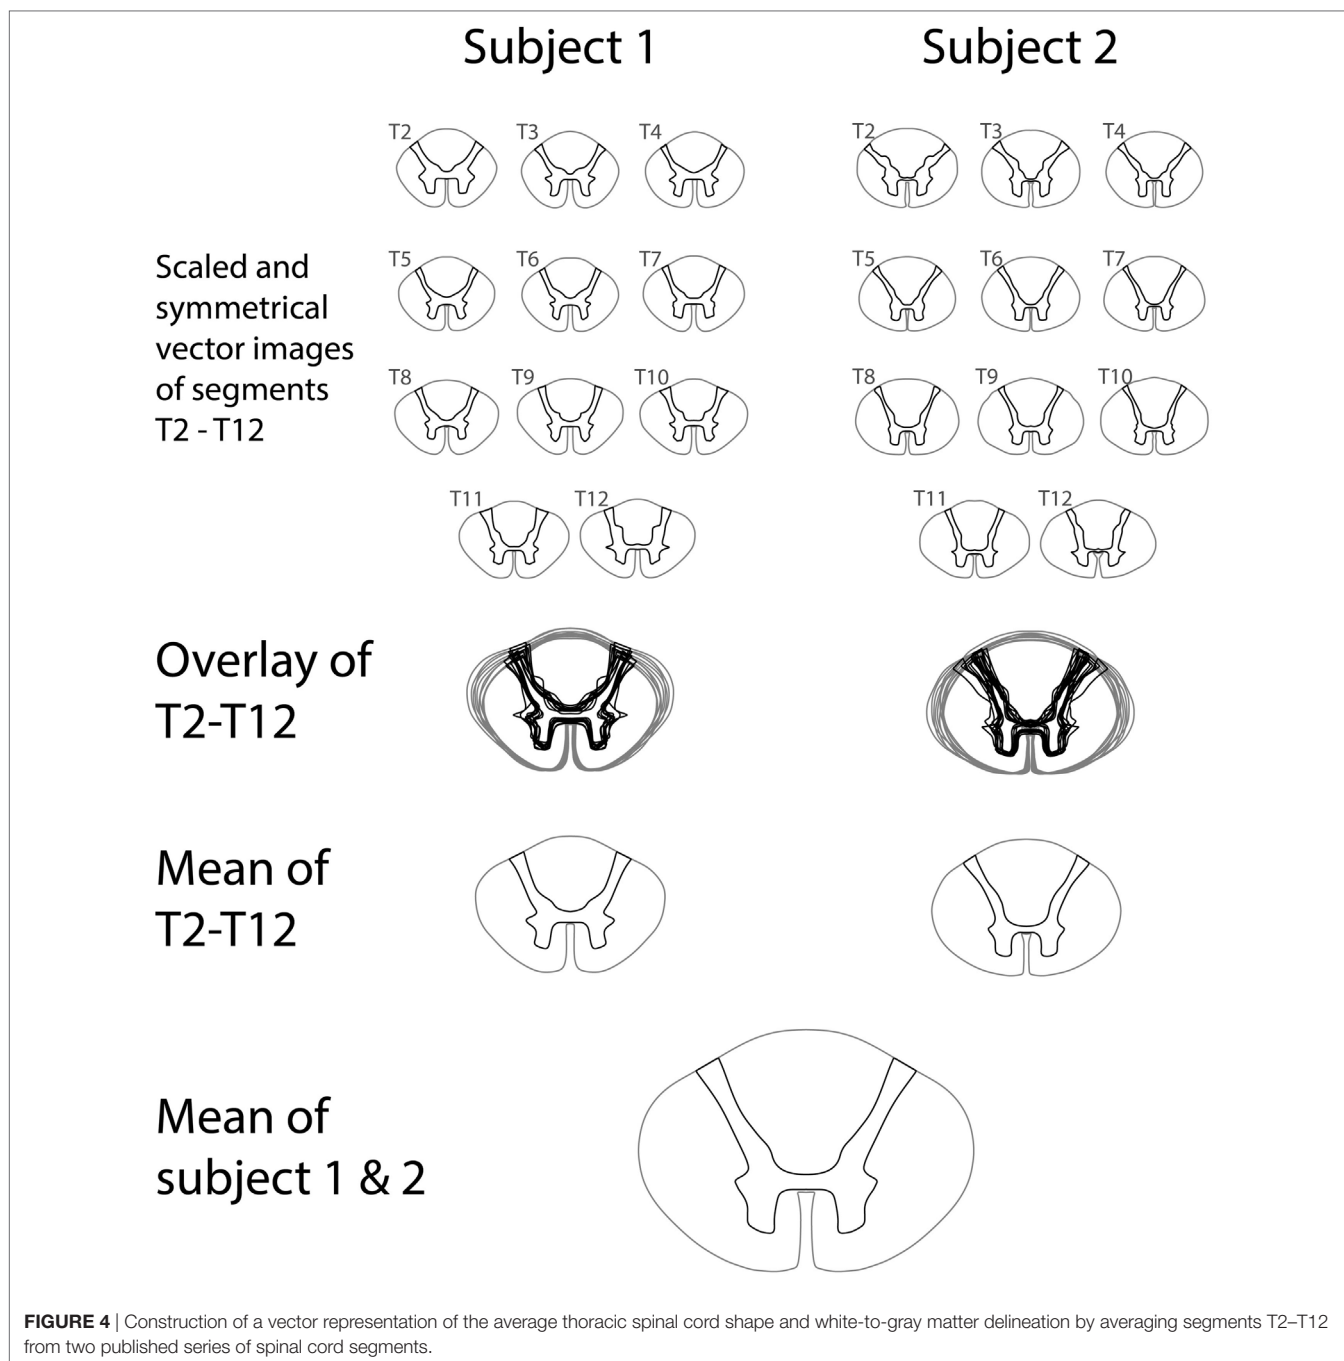 Subject 1
Subject 2
T2
T3
T4
T2
T3
T4
Scaled and
symmetrical
vector images
of segments
T2 - T12
T5
T6
T7
T5
T6
T7
T8
T9
T10
T8
T9
T10
T11
T12
T11
T12
Overlay of
T2-T12
Mean of
T2-T12
Mean of
subject 1 & 2
FIGURE 4 | Construction of a vector representation of the average thoracic spinal cord shape and white-to-gray matter delineation by averaging segments T2–T12
from two published series of spinal cord segments.